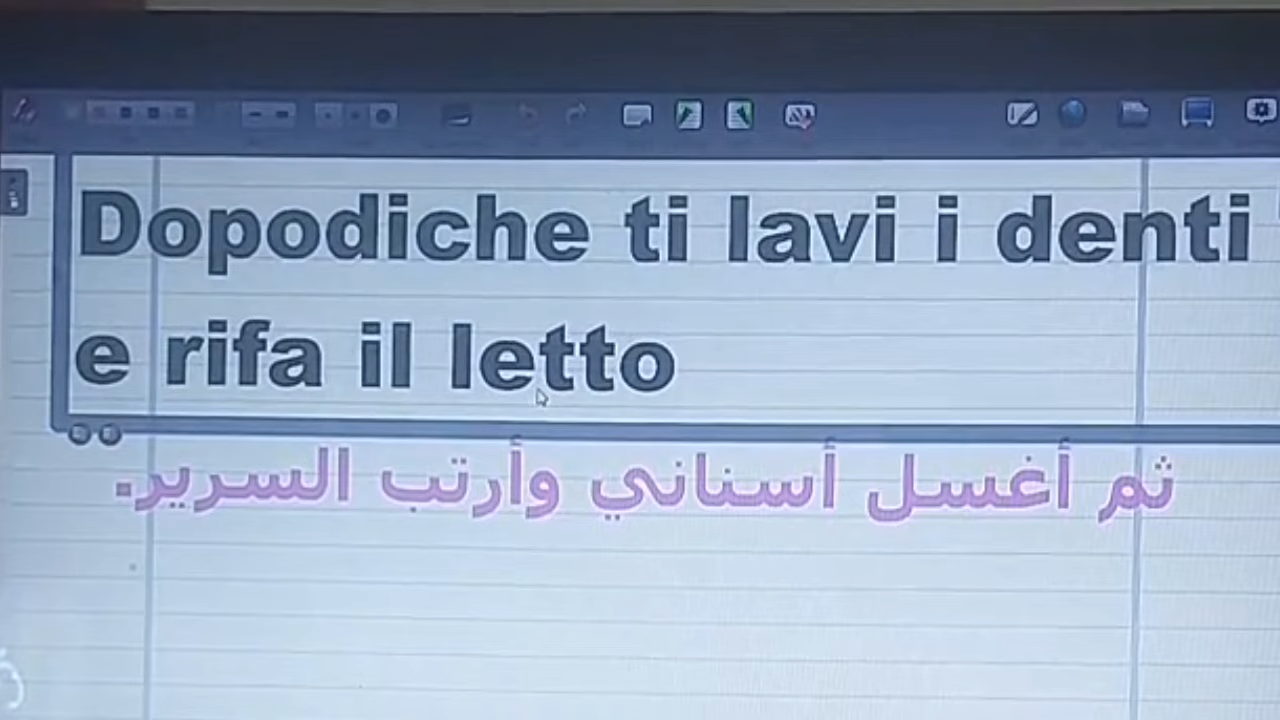 Dopodiche ti lavi i denti
e rifa il letto
ثم أغسل أسناني وأرتب السرير.